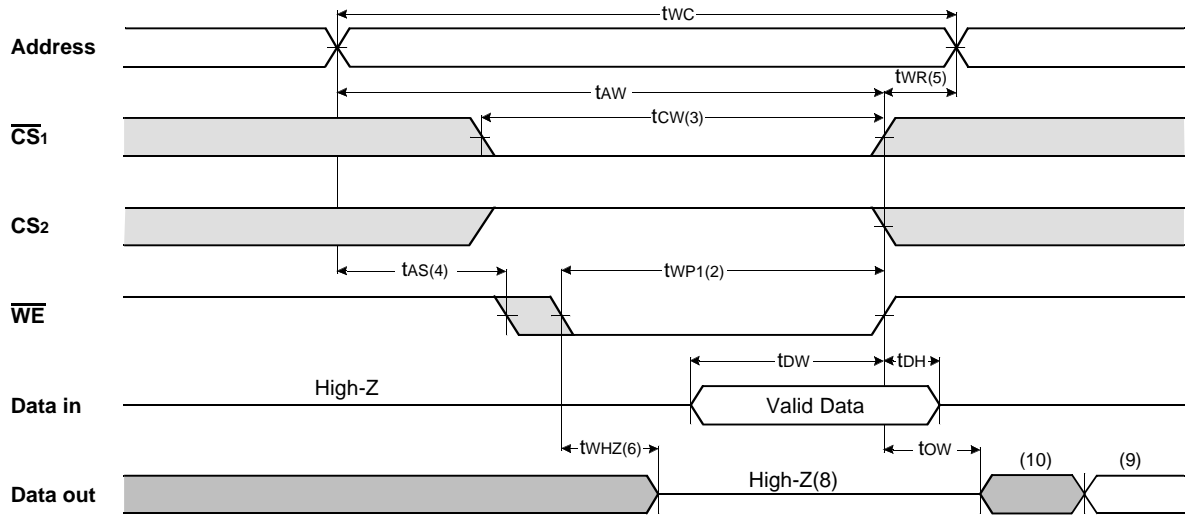 tWC
Address
tWR(5)
tAW
tCW(3)
CS1
CS2
tAS(4)
tWP1(2)
WE
tDW
tDH
High-Z
Data in
Valid Data
tWHZ(6)
tOW
(10)
(9)
High-Z(8)
Data out